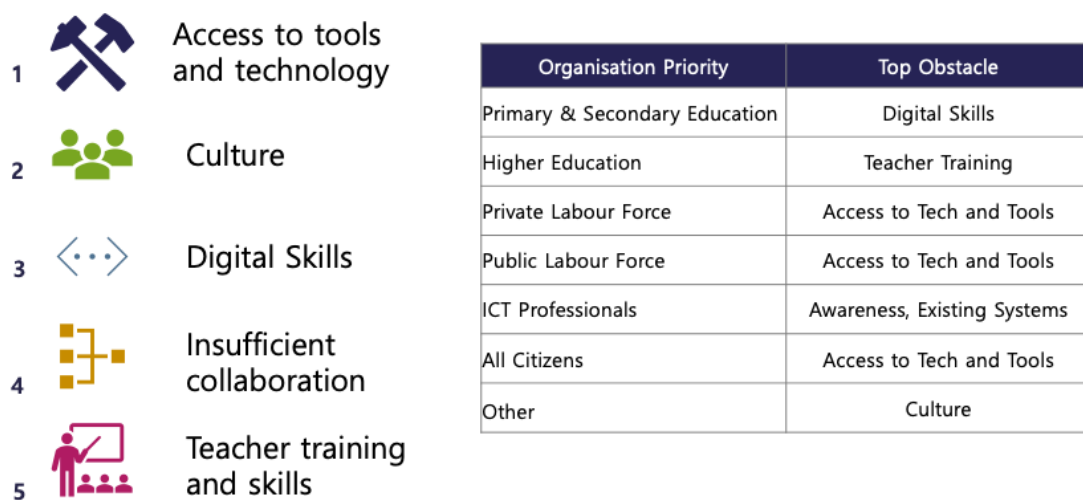 1
Access to tools
and technology
2
Culture
3
Digital Skills
4
Insufficient
collaboration
5
Teacher training
and skills
Organisation Priority Top Obstacle
Primary & Secondary Education Digital Skills
Higher Education Teacher Training
Private Labour Force Access to Tech and Tools
Public Labour Force Access to Tech and Tools
ICT Professionals Awareness, Existing Systems
All Citizens Access to Tech and Tools
Other Culture